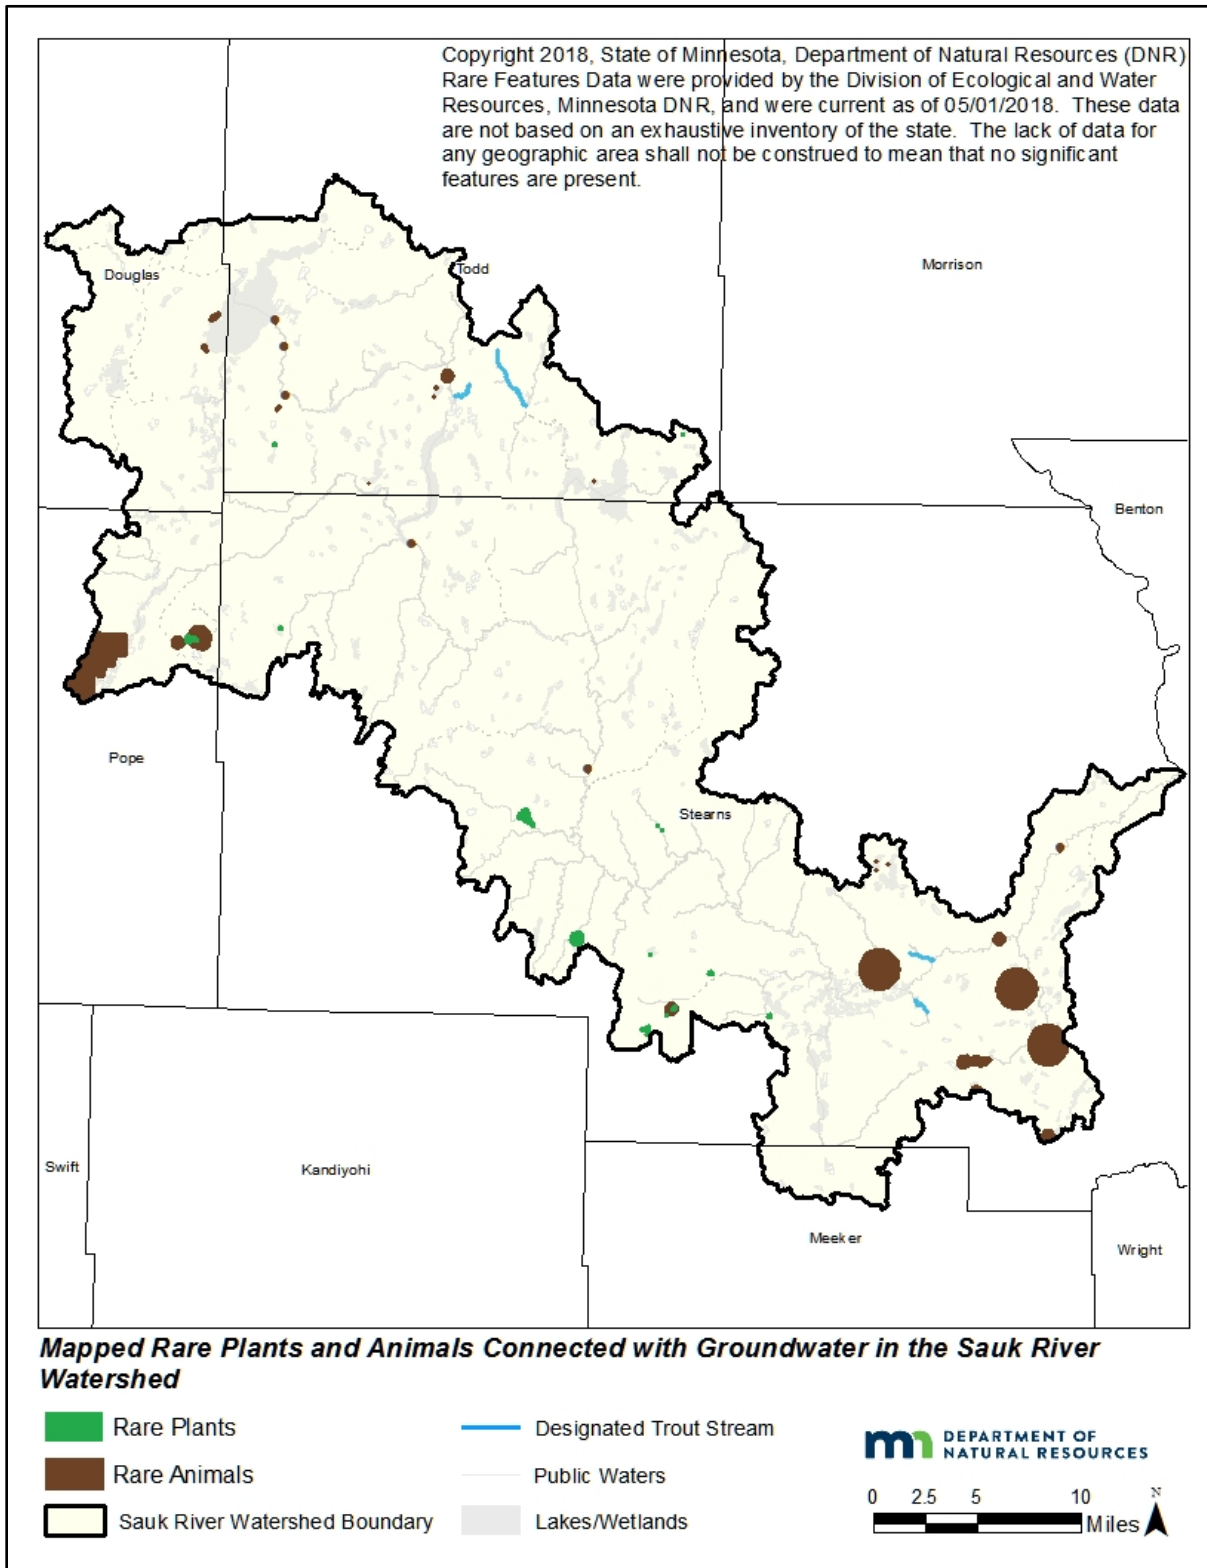 Copyright 2018, State of Minnesota, Department of Natural Resources (DNR)
Rare Features Data were provided by the Division of Ecological and Water
Resources, Minnesota DNR, and were current as of 05/01/2018. These data
are not based on an exhaustive inventory of the state. The lack of data for
any geographic area shall not be construed to mean that no significant
features are present.
Douglas
Todd
Morrison
Benton
Pope
Stearns
Swift
Kandiyohi
Meeker
Wright
Mapped Rare Plants and Animals Connected with Groundwater in the Sauk River
Watershed
Rare Plants
Rare Animals
Sauk River Watershed Boundary
Designated Trout Stream
Public Waters
Lakes/Wetlands
mn DEPARTMENT OF
NATURAL RESOURCES
0 2.5 5 10
Miles
N